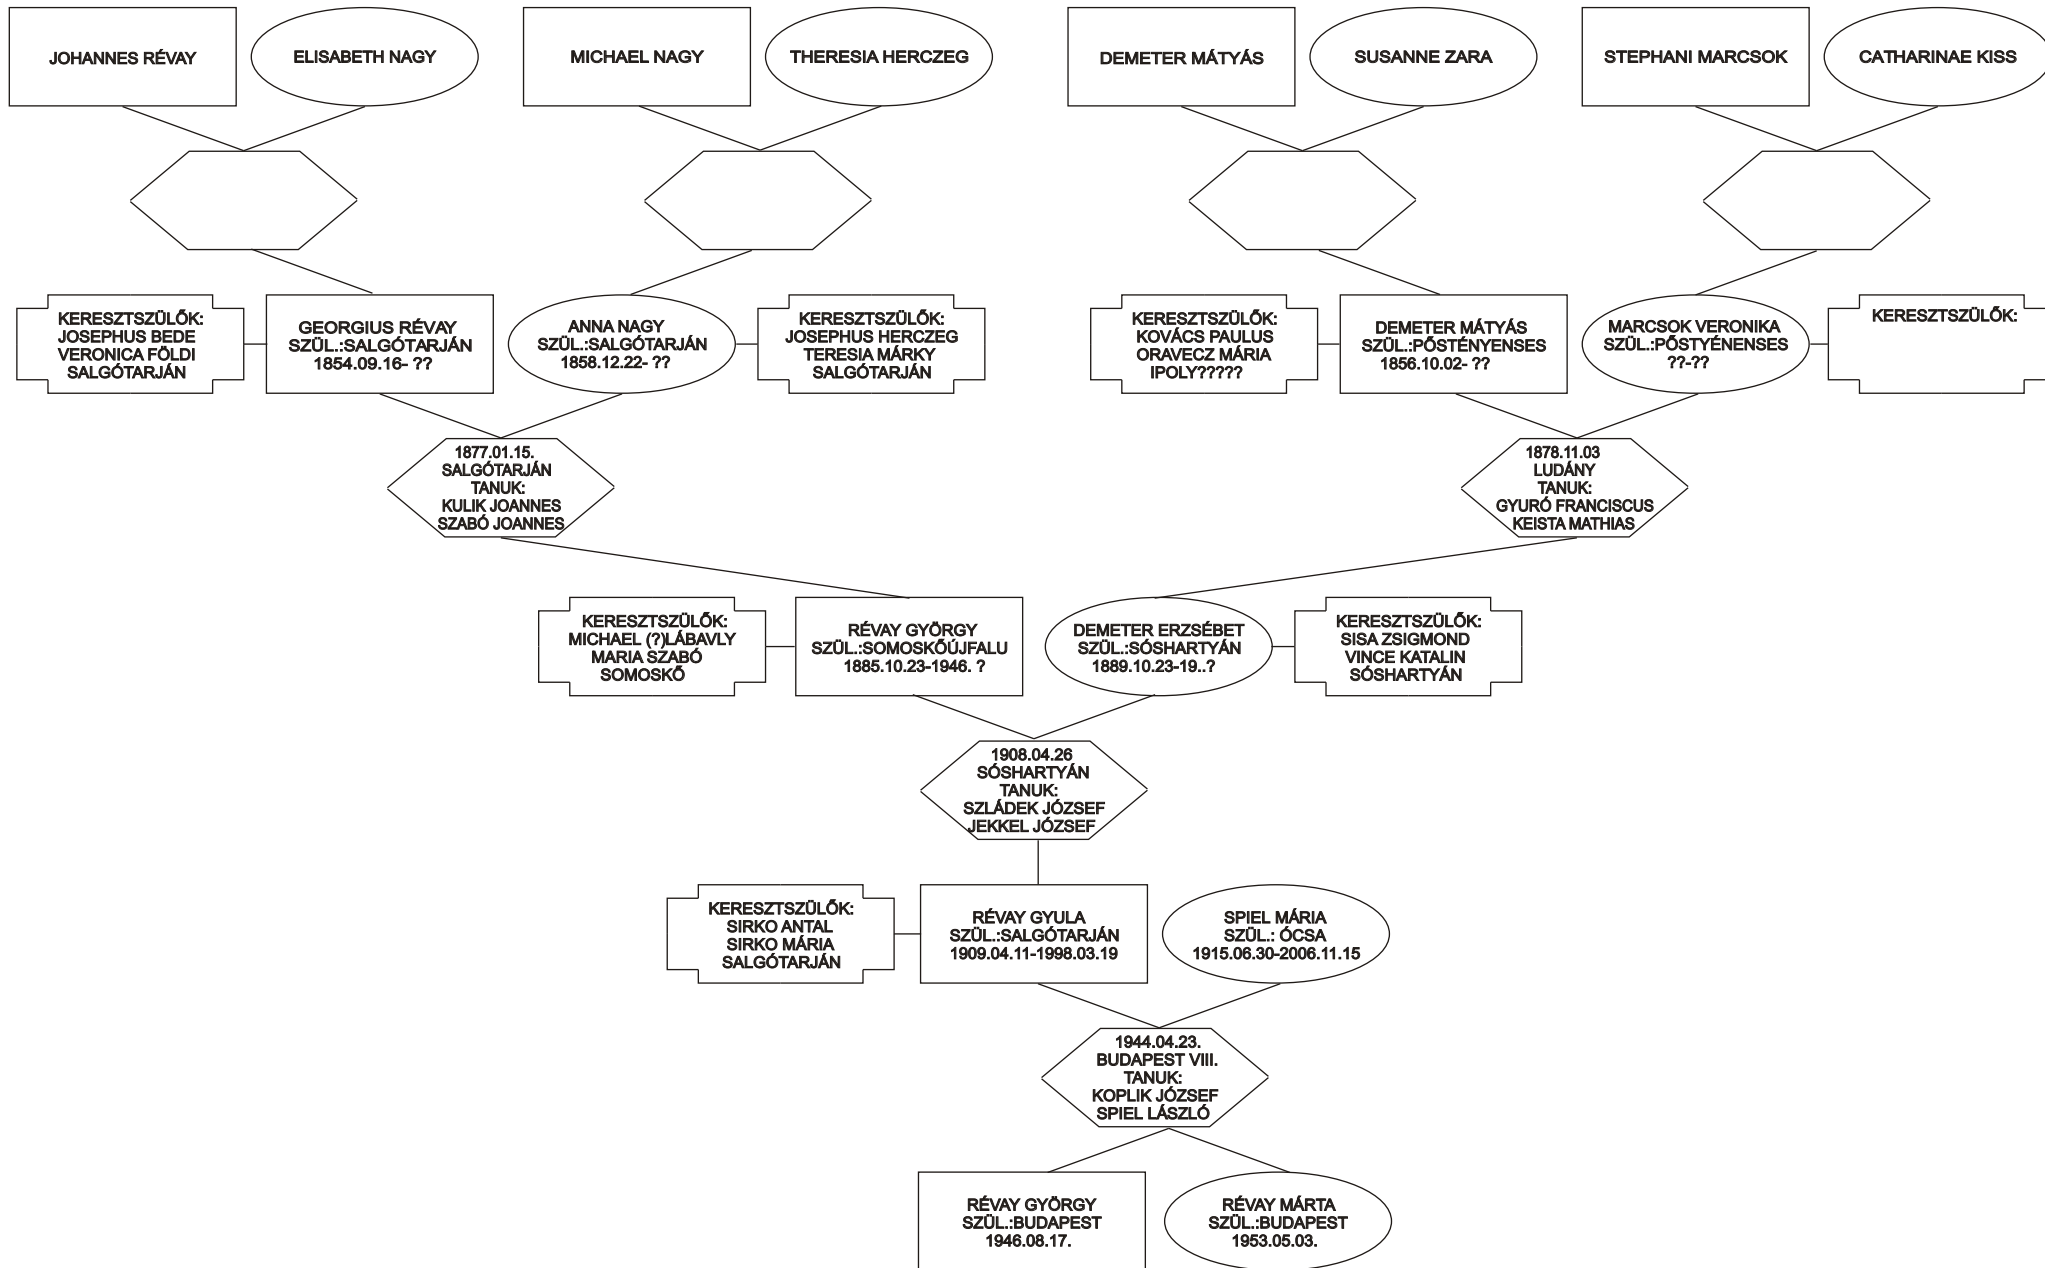 JOHANNES RÉVAY
ELISABETH NAGY
MICHAEL NAGY
THERESIA HERCZEG
DEMETER MÁTYÁS
SUSANNE ZARA
STEPHANI MARCSOK
CATHARINAE KISS
KERESZTSZÜLŐK:
JOSEPHUS BEDE
VERONICA FÖLDI
SALGÓTARJÁN
GEORGIUS RÉVAY
SZÜL.:SALGÓTARJÁN
1854.09.16- ??
ANNA NAGY
SZÜL.:SALGÓTARJÁN
1858.12.22- ??
KERESZTSZÜLŐK:
JOSEPHUS HERCZEG
TERESIA MÁRKY
SALGÓTARJÁN
KERESZTSZÜLŐK:
KOVÁCS PAULUS
ORAVECZ MÁRIA
IPOLY?????
DEMETER MÁTYÁS
SZÜL.:PŐSTÉNYENSES
1856.10.02- ??
MARCSOK VERONIKA
SZÜL.:PŐSTYÉNENSES
??-??
KERESZTSZÜLŐK:
1877.01.15.
SALGÓTARJÁN
TANUK:
KULIK JOANNES
SZABÓ JOANNES
1878.11.03
LUDÁNY
TANUK:
GYURÓ FRANCISCUS
KEISTA MATHIAS
KERESZTSZÜLŐK:
MICHAEL (?)LÁBAVLY
MARIA SZABÓ
SOMOSKŐ
RÉVAY GYÖRGY
SZÜL.:SOMOSKŐÚJFALU
1885.10.23-1946. ?
DEMETER ERZSÉBET
SZÜL.:SÓSHARTYÁN
1889.10.23-19..?
KERESZTSZÜLŐK:
SISA ZSIGMOND
VINCE KATALIN
SÓSHARTYÁN
1908.04.26
SÓSHARTYÁN
TANUK:
SZLÁDEK JÓZSEF
JEKKEL JÓZSEF
KERESZTSZÜLŐK:
SIRKO ANTAL
SIRKO MÁRIA
SALGÓTARJÁN
RÉVAY GYULA
SZÜL.:SALGÓTARJÁN
1909.04.11-1998.03.19
SPIEL MÁRIA
SZÜL.: ÓCSA
1915.06.30-2006.11.15
1944.04.23.
BUDAPEST VIII.
TANUK:
KOPLIK JÓZSEF
SPIEL LÁSZLÓ
RÉVAY GYÖRGY
SZÜL.:BUDAPEST
1946.08.17.
RÉVAY MÁRTA
SZÜL.:BUDAPEST
1953.05.03.